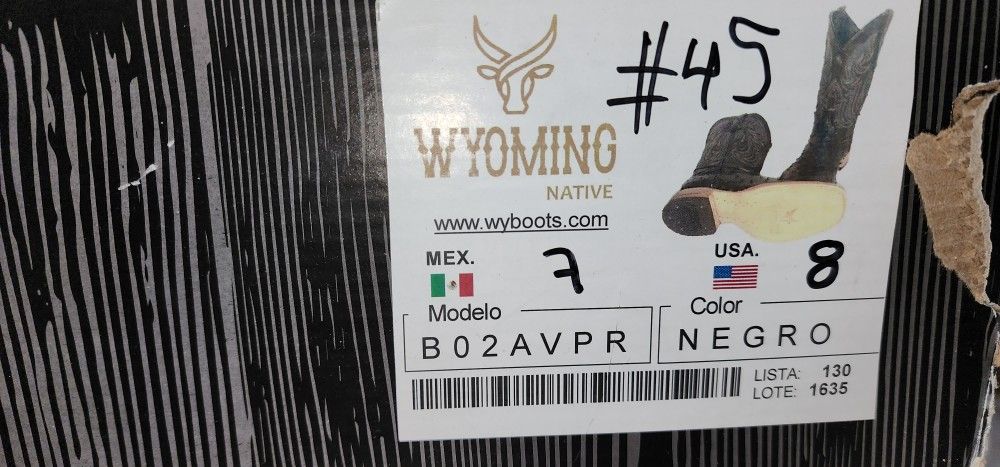 #45
WYOMING
NATIVE
www.wyboots.com
MEX. 7 USA. 8
Modelo Color
B02AVPR NEGRO
LISTA: 130
LOTE: 1635